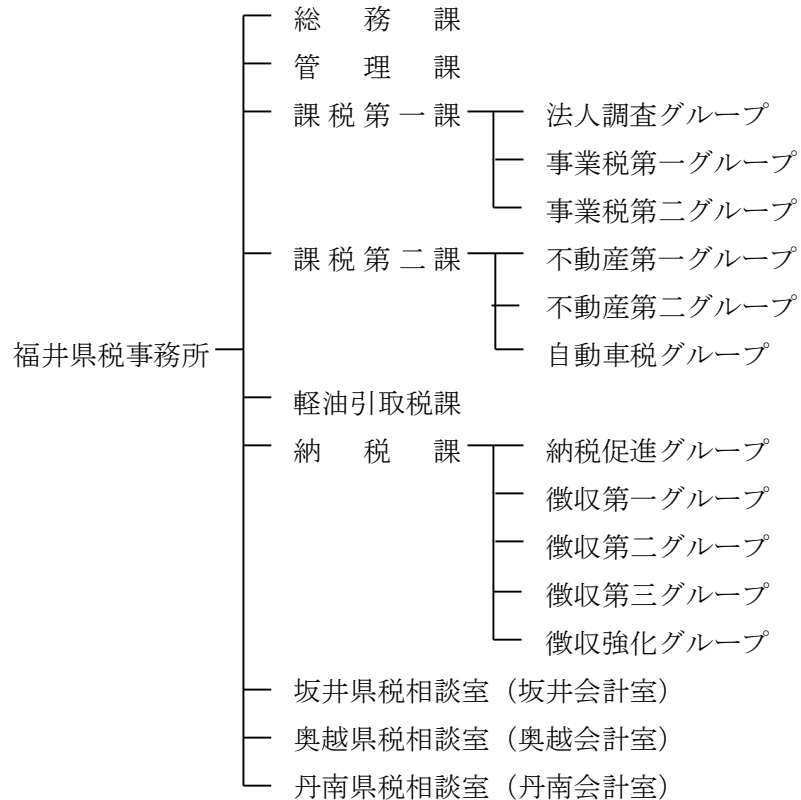 総務課
管理課
課税第一課 法人調査グループ
事業税第一グループ
事業税第二グループ
課税第二課 不動産第一グループ
不動産第二グループ
福井県税事務所 自動車税グループ
軽油引取税課
納税課 納税促進グループ
徴収第一グループ
徴収第二グループ
徴収第三グループ
徴収強化グループ
坂井県税相談室（坂井会計室）
奥越県税相談室（奥越会計室）
丹南県税相談室（丹南会計室）